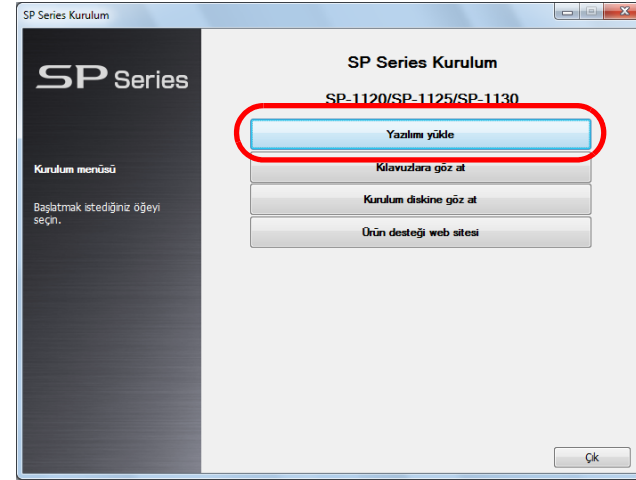 SP Series Kurulum
SP Series
Kurulum menüsü
Başlatmak istediğiniz öğeyi
seçin.
SP Series Kurulum
SP-1120/SP-1125/SP-1130
Yazılımı yükle
Kılavuzlara göz at
Kurulum diskine göz at
Ürün desteği web sitesi
Çık